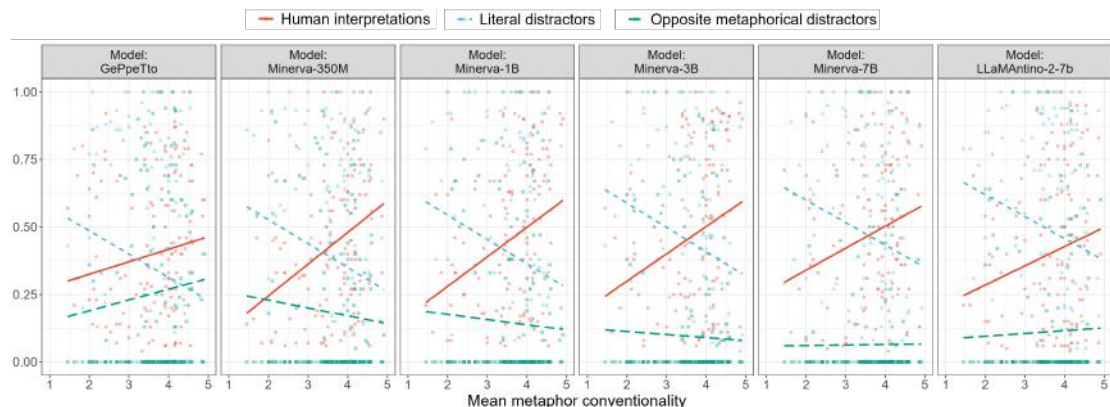 Human interpretations Literal distractors Opposite metaphorical distractors
Model: Model: Model: Model: Model: Model:
GePpeTto Minerva-350M Minerva-1B Minerva-3B Minerva-7B LLaMAntino-2-7b
1.00
0.75
0.50
0.25
0.00
1 2 3 4 5 1 2 3 4 5 1 2 3 4 5 1 2 3 4 5 1 2 3 4 5 1 2 3 4 5
Mean metaphor conventionality